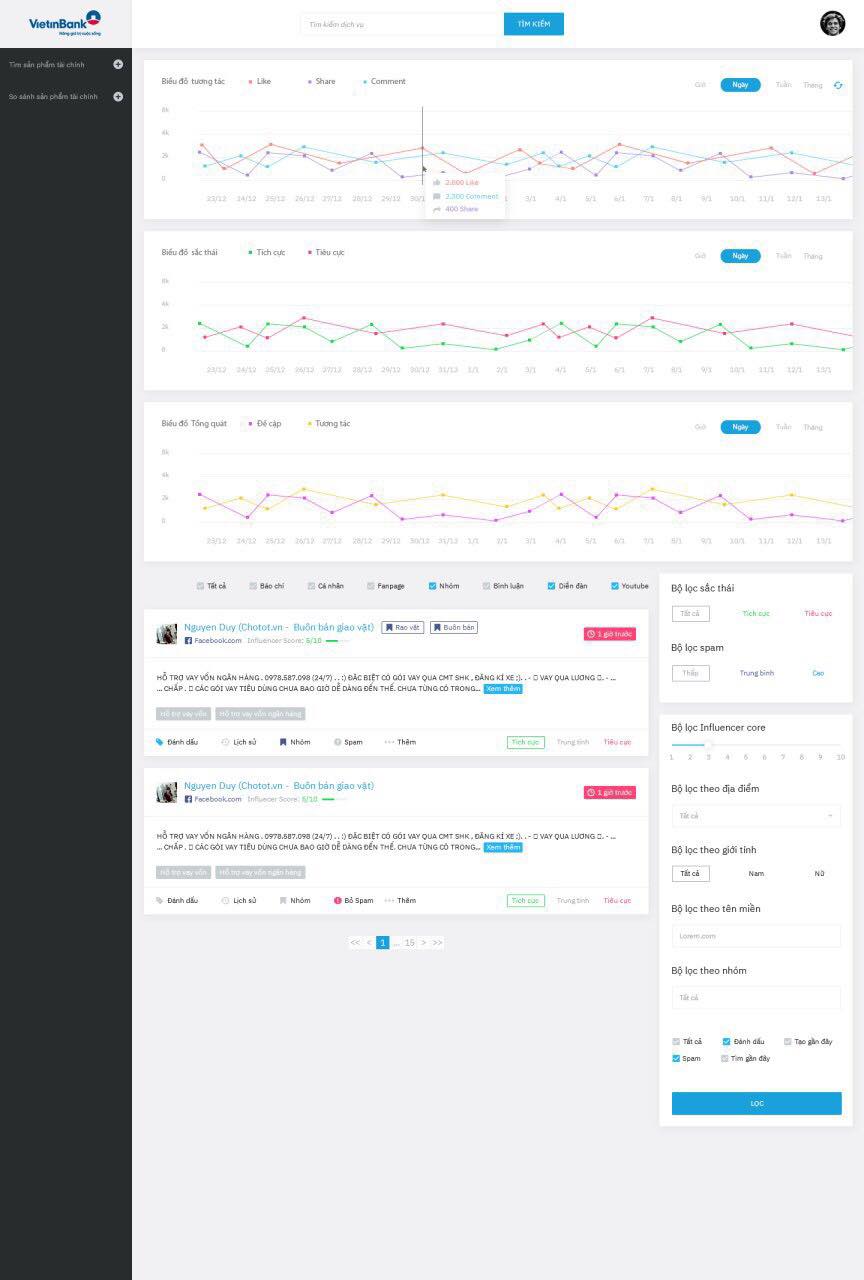 VietinBank
Nâng giá trị cuộc sống
Tìm kiếm dịch vụ
TÌM KIẾM
Tìm sản phẩm tài chính
So sánh sản phẩm tài chính
Biểu đồ tương tác Like Share Comment
Giờ Ngày Tuần Tháng
6k
4k
2k
0
23/12 24/12 25/12 26/12 27/12 28/12 29/12 4/1 5/1 6/1 7/1 8/1 9/1 10/1 11/1 12/1 13/1
2,600 Like
2,300 Comment
400 Share
Biểu đồ sắc thái Tích cực Tiêu cực
Giờ Ngày Tuần Tháng
6k
4k
2k
0
23/12 24/12 25/12 26/12 27/12 28/12 29/12 30/12 31/12 1/1 2/1 3/1 4/1 5/1 6/1 7/1 8/1 9/1 10/1 11/1 12/1 13/1
Biểu đồ Tổng quát Đề cập Tương tác
Giờ Ngày Tuần Tháng
6k
4k
2k
0
23/12 24/12 25/12 26/12 27/12 28/12 29/12 30/12 31/12 1/1 2/1 3/1 4/1 5/1 6/1 7/1 8/1 9/1 10/1 11/1 12/1 13/1
Tất cả Báo chí Cá nhân Fanpage Nhóm Bình luận Diễn đàn Youtube
Nguyen Duy (Chotot.vn - Buôn bán giao vặt) Rao vặt Buôn bán
Facebook.com Influencer Score: 5/10
1 giờ trước
HỖ TRỢ VAY VỐN NGÂN HÀNG . 0978.587.098 (24/7) . . :) ĐẶC BIỆT CÓ GÓI VAY QUA CMT SHK , ĐĂNG KÍ XE ;). . - 🏻 VAY QUA LƯƠNG 🏻. - ...
... CHẤP . 🏻 CÁC GÓI VAY TIÊU DÙNG CHƯA BAO GIỜ DỄ DÀNG ĐẾN THẾ. CHƯA TỪNG CÓ TRONG... Xem thêm
Hỗ trợ vay vốn Hỗ trợ vay vốn ngân hàng
Đánh dấu Lịch sử Nhóm Spam Thêm Tích cực Trung tính Tiêu cực
Nguyen Duy (Chotot.vn - Buôn bán giao vặt)
Facebook.com Influecer Score: 5/10
1 giờ trước
HỖ TRỢ VAY VỐN NGÂN HÀNG . 0978.587.098 (24/7) . . :) ĐẶC BIỆT CÓ GÓI VAY QUA CMT SHK , ĐĂNG KÍ XE ;). . - 🏻 VAY QUA LƯƠNG 🏻. - ...
... CHẤP . 🏻 CÁC GÓI VAY TIÊU DÙNG CHƯA BAO GIỜ DỄ DÀNG ĐẾN THẾ. CHƯA TỪNG CÓ TRONG... Xem thêm
Hỗ trợ vay vốn Hỗ trợ vay vốn ngân hàng
Đánh dấu Lịch sử Nhóm Bỏ Spam Thêm Tích cực Trung tính Tiêu cực
<< < 1 ... 15 > >>
Bộ lọc sắc thái
Tất cả Tích cực Tiêu cực
Bộ lọc spam
Thấp Trung bình Cao
Bộ lọc Influencer core
1 2 3 4 5 6 7 8 9 10
Bộ lọc theo địa điểm
Tất cả
Bộ lọc theo giới tính
Tất cả Nam Nữ
Bộ lọc theo tên miền
Lorem.com
Bộ lọc theo nhóm
Tất cả
Tất cả Đánh dấu Tạo gần đây
Spam Tìm gần đây
LỌC